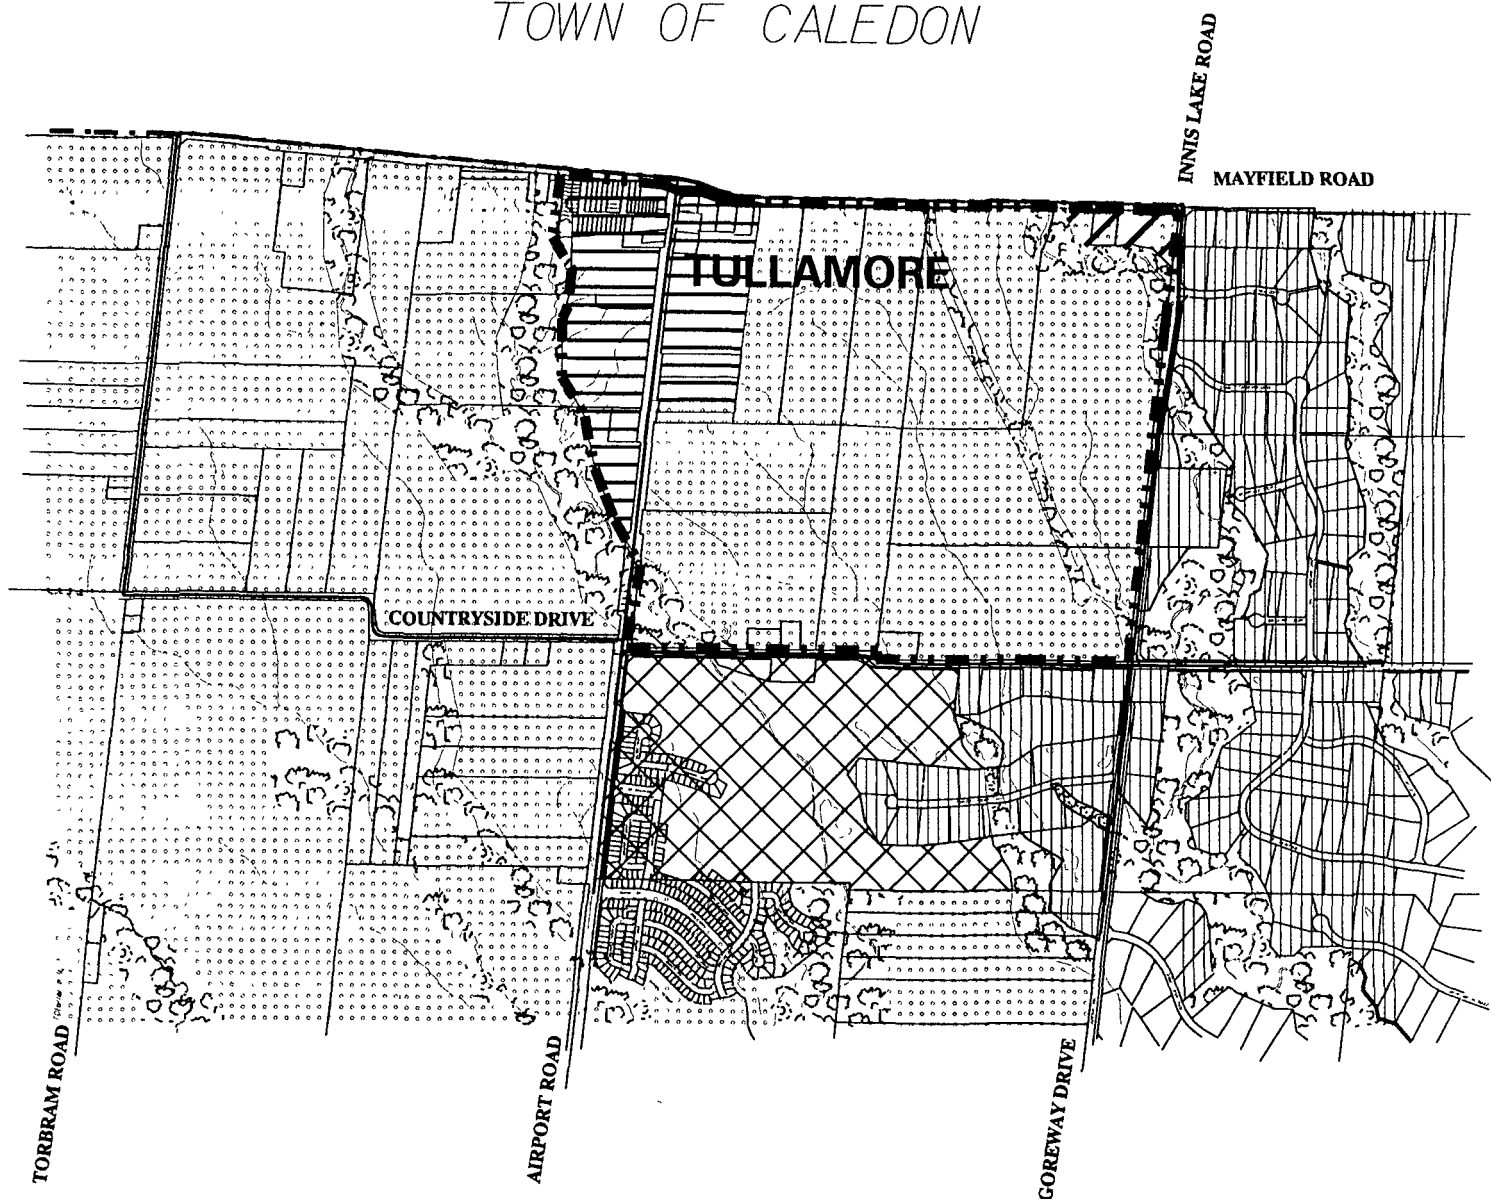 TOWN OF CALEDON
INNIS LAKE ROAD
MAYFIELD ROAD
TULLAMORE
COUNTRYSIDE DRIVE
TORBRAM ROAD
AIRPORT ROAD
GOREWAY DRIVE